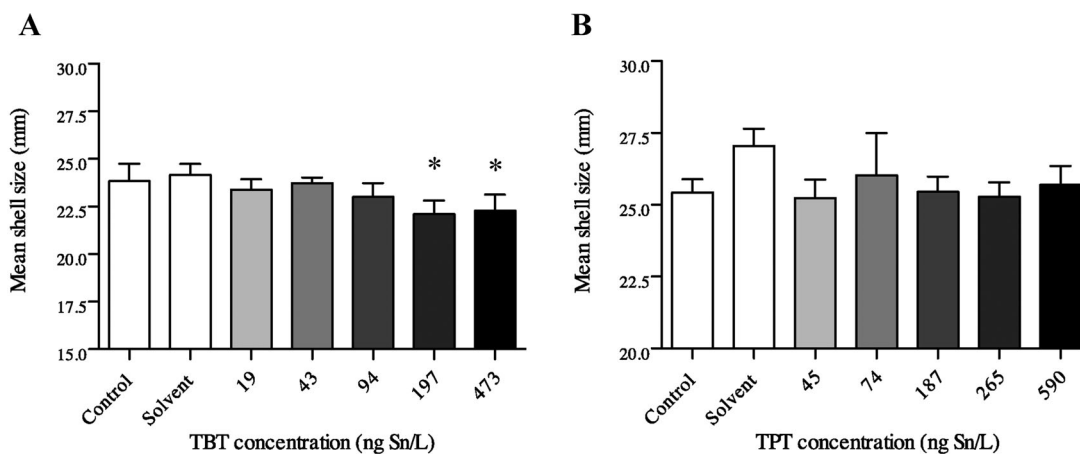 A
Mean shell size (mm)
30.0
27.5
25.0
22.5
20.0
17.5
15.0
* *
Control Solvent 19 43 94 197 473
TBT concentration (ng Sn/L)
B
Mean shell size (mm)
30.0
27.5
25.0
22.5
20.0
Control Solvent 45 74 187 265 590
TPT concentration (ng Sn/L)